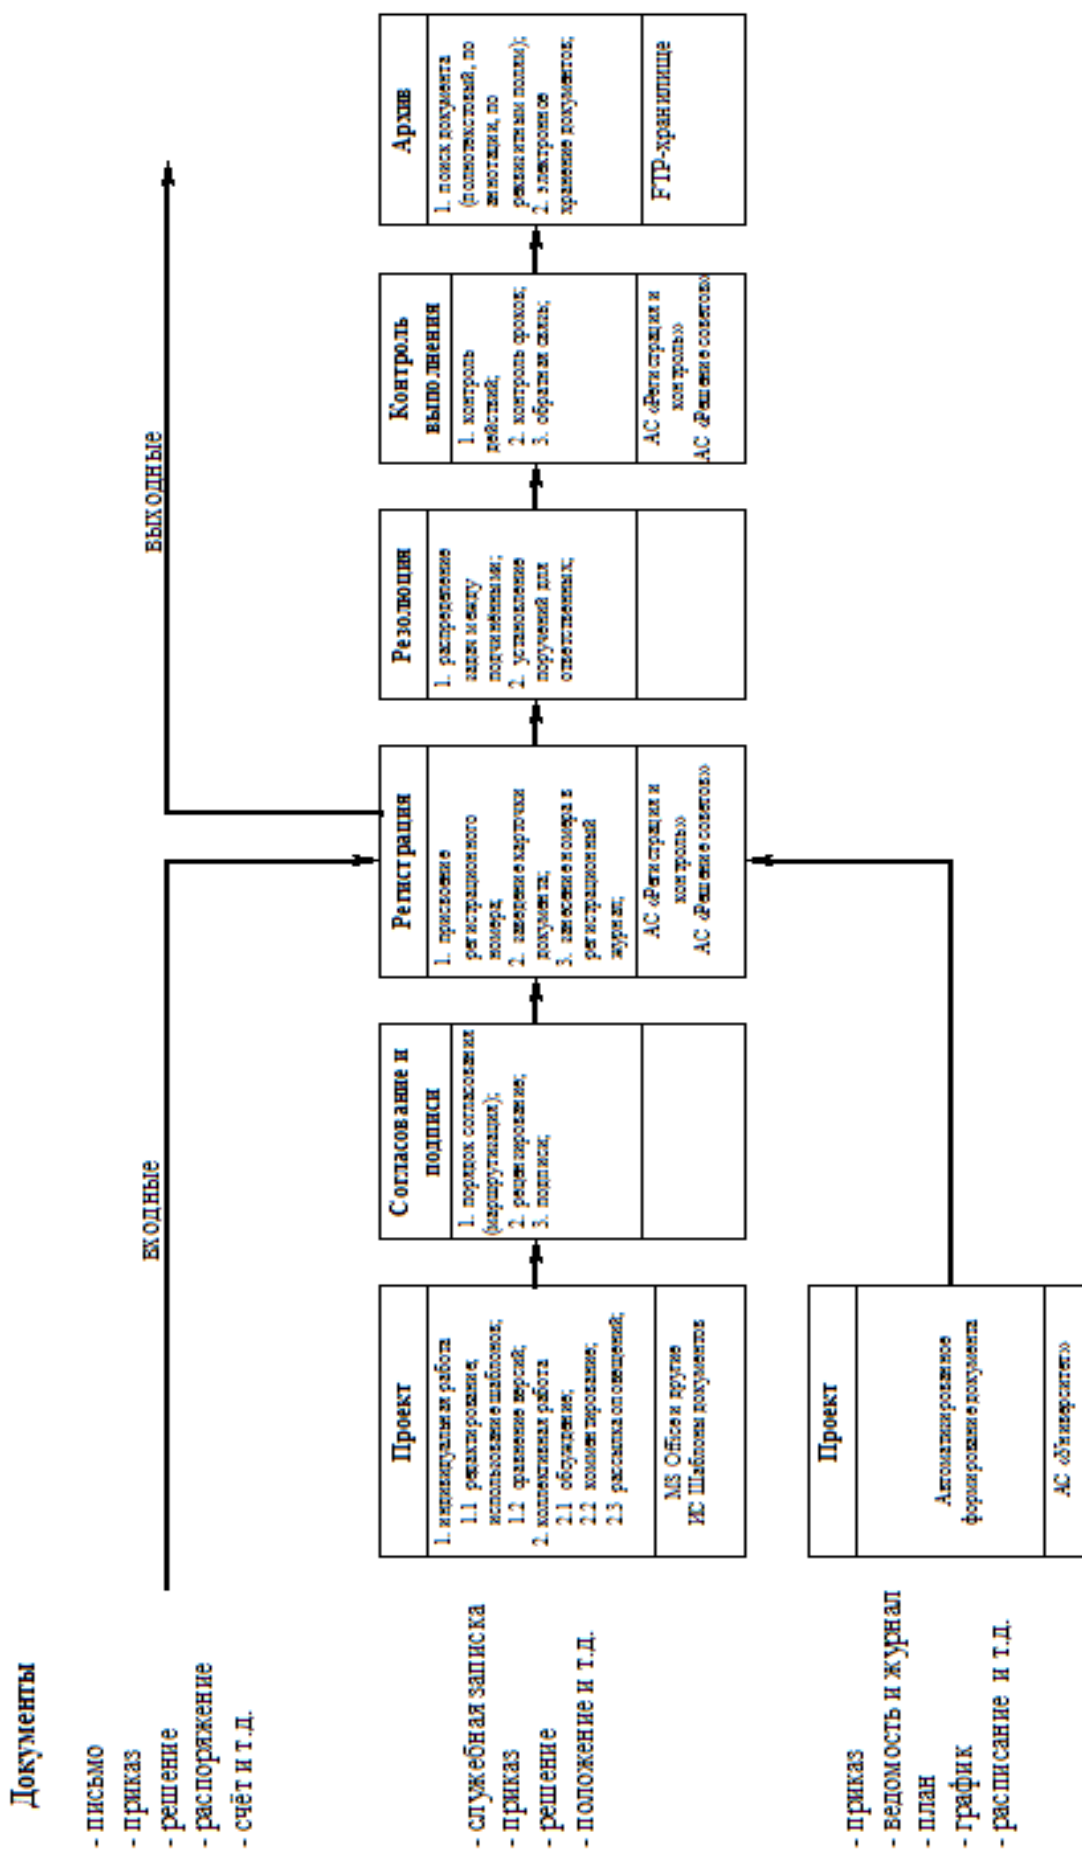 Документы
- письмо
- приказ
- решение
- распоряжение
- счёт и т.д.
входные
выходные
- служебная записка
- приказ
- решение
- положение и т.д.
Проект
1. индивидуальная работа
1.1 редактирование,
использование шаблонов;
1.2 сравнение версий;
2. коллективная работа
2.1 обсуждение;
2.2 комментирование;
2.3 рассылка оповещений;
MS Office и другие
ИС Шаблоны документов
Согласование и
подписи
1. порядок согласования
(маршрутизация);
2. рецензирование;
3. подписи;
Регистрация
1. присвоение
регистрационного
номера;
2. заведение карточки
документа;
3. занесение номера в
регистрационный
журнал;
АС «Регистрация и
контроль»
АС «Решение советов»
Резолюция
1. распределение
задач между
подчинёнными;
2. установление
поручений для
ответственных;
Контроль
выполнения
1. контроль
действий;
2. контроль сроков;
3. обратная связь;
АС «Регистрация и
контроль»
АС «Решение советов»
Архив
1. поиск документа
(полнотекстовый, по
аннотации, по
реквизитным полям);
2. электронное
хранение документов;
FTP-хранилище
- приказ
- ведомость и журнал
- план
- график
- расписание и т.д.
Проект
Автоматизированное
формирование документа
АС «Университет»